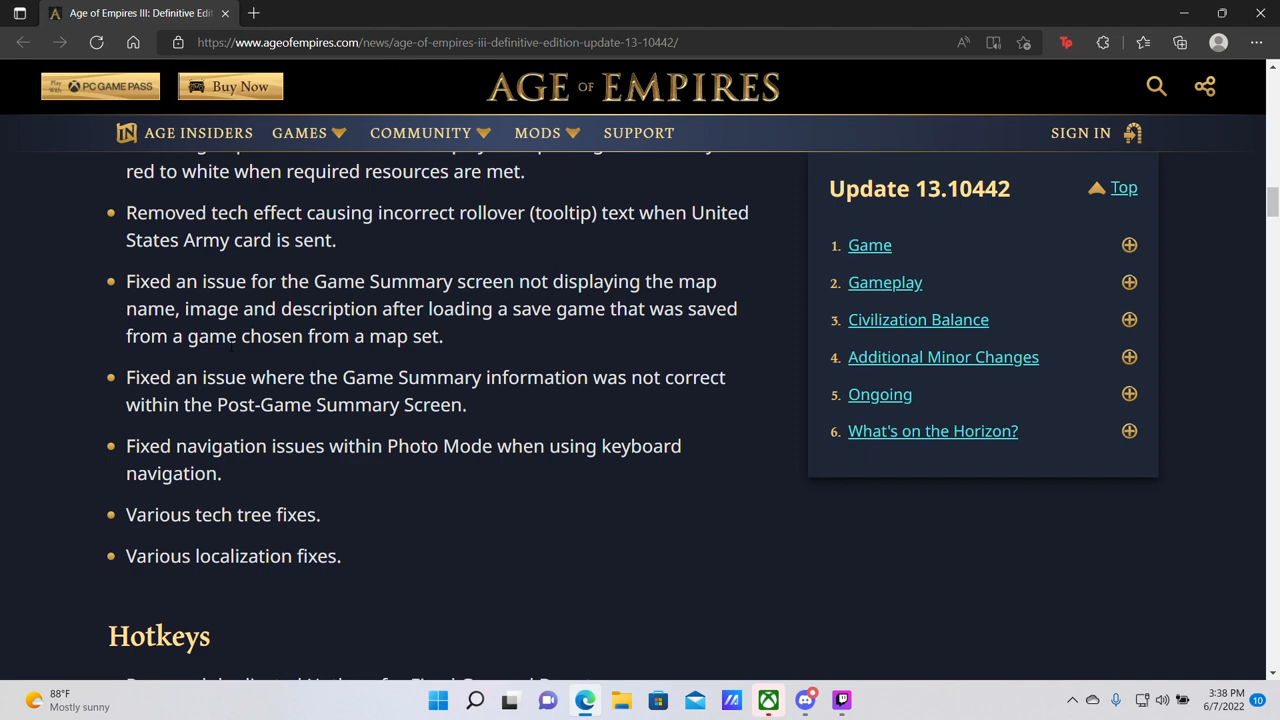 Age of Empires III: Definitive Edit
https://www.ageofempires.com/news/age-of-empires-iii-definitive-edition-update-13-10442/
PC GAME PASS
Buy Now
AGE OF EMPIRES
AGE INSIDERS GAMES COMMUNITY MODS SUPPORT SIGN IN
red to white when required resources are met.
Removed tech effect causing incorrect rollover (tooltip) text when United
States Army card is sent.
Fixed an issue for the Game Summary screen not displaying the map
name, image and description after loading a save game that was saved
from a game chosen from a map set.
Fixed an issue where the Game Summary information was not correct
within the Post-Game Summary Screen.
Fixed navigation issues within Photo Mode when using keyboard
navigation.
Various tech tree fixes.
Various localization fixes.
Hotkeys
Update 13.10442
Top
1. Game
2. Gameplay
3. Civilization Balance
4. Additional Minor Changes
5. Ongoing
6. What's on the Horizon?
88°F
Mostly sunny
3:38 PM
6/7/2022
10